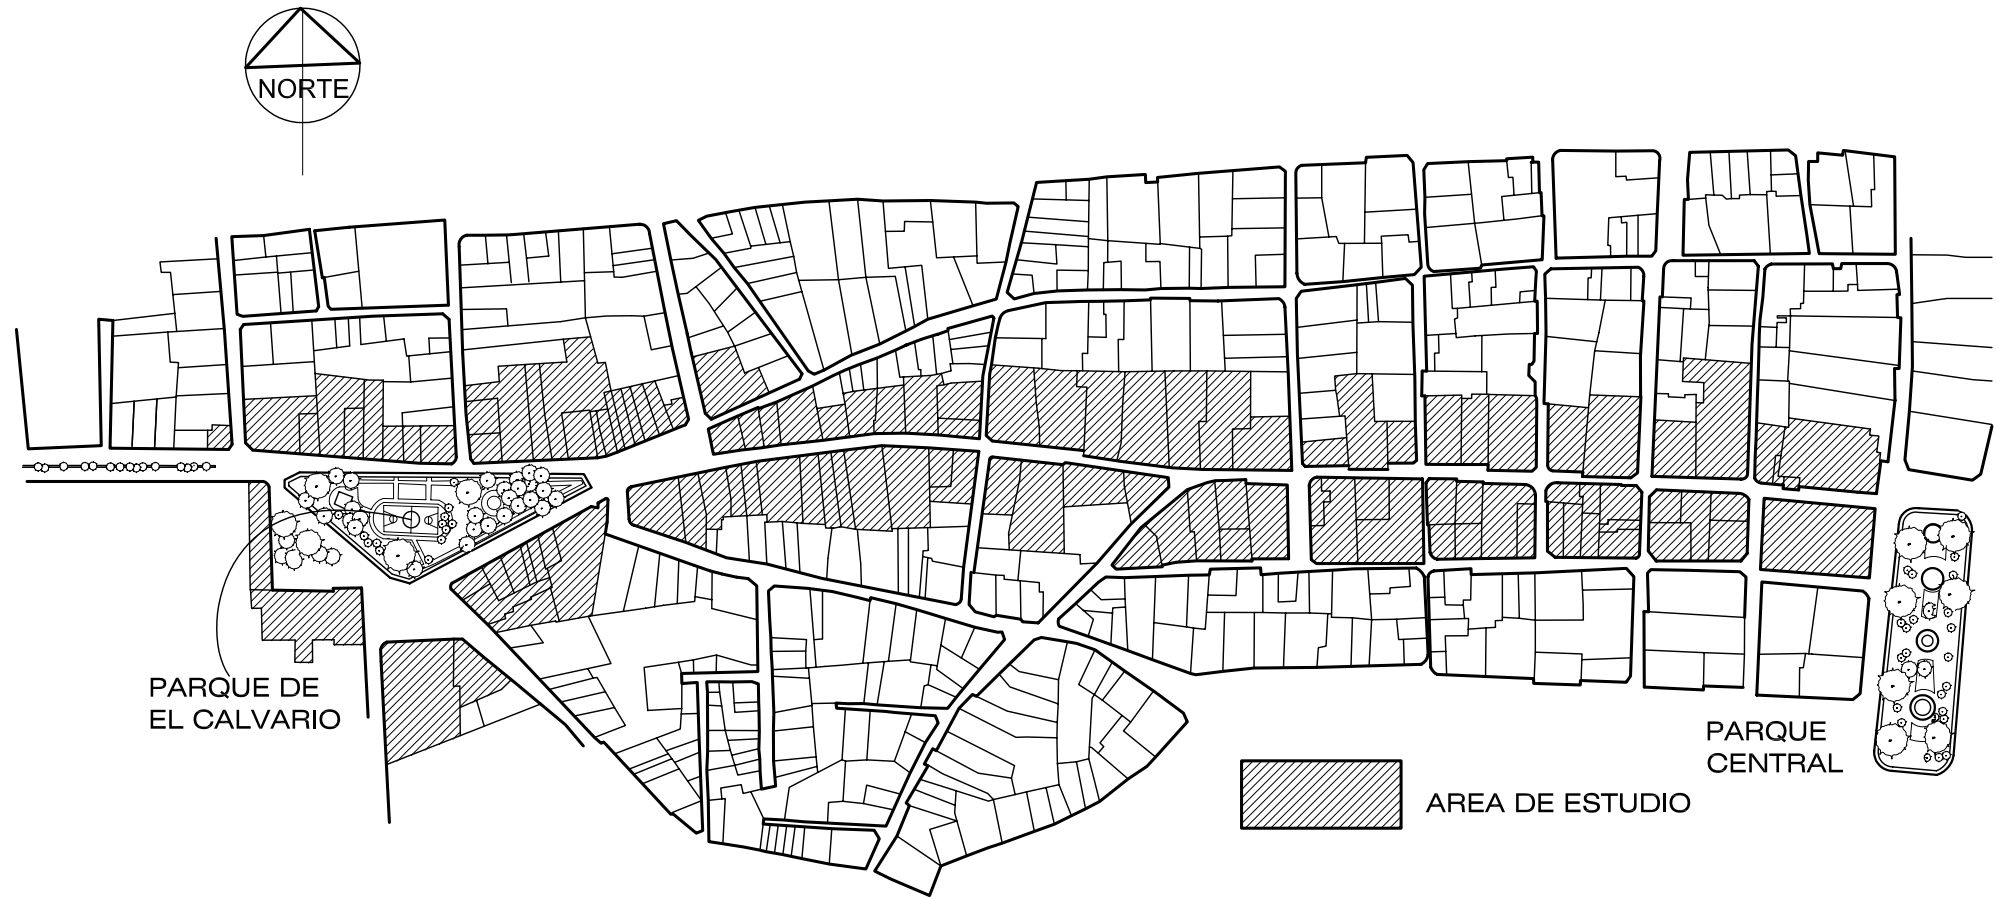 NORTE
PARQUE DE
EL CALVARIO
PARQUE
CENTRAL
AREA DE ESTUDIO